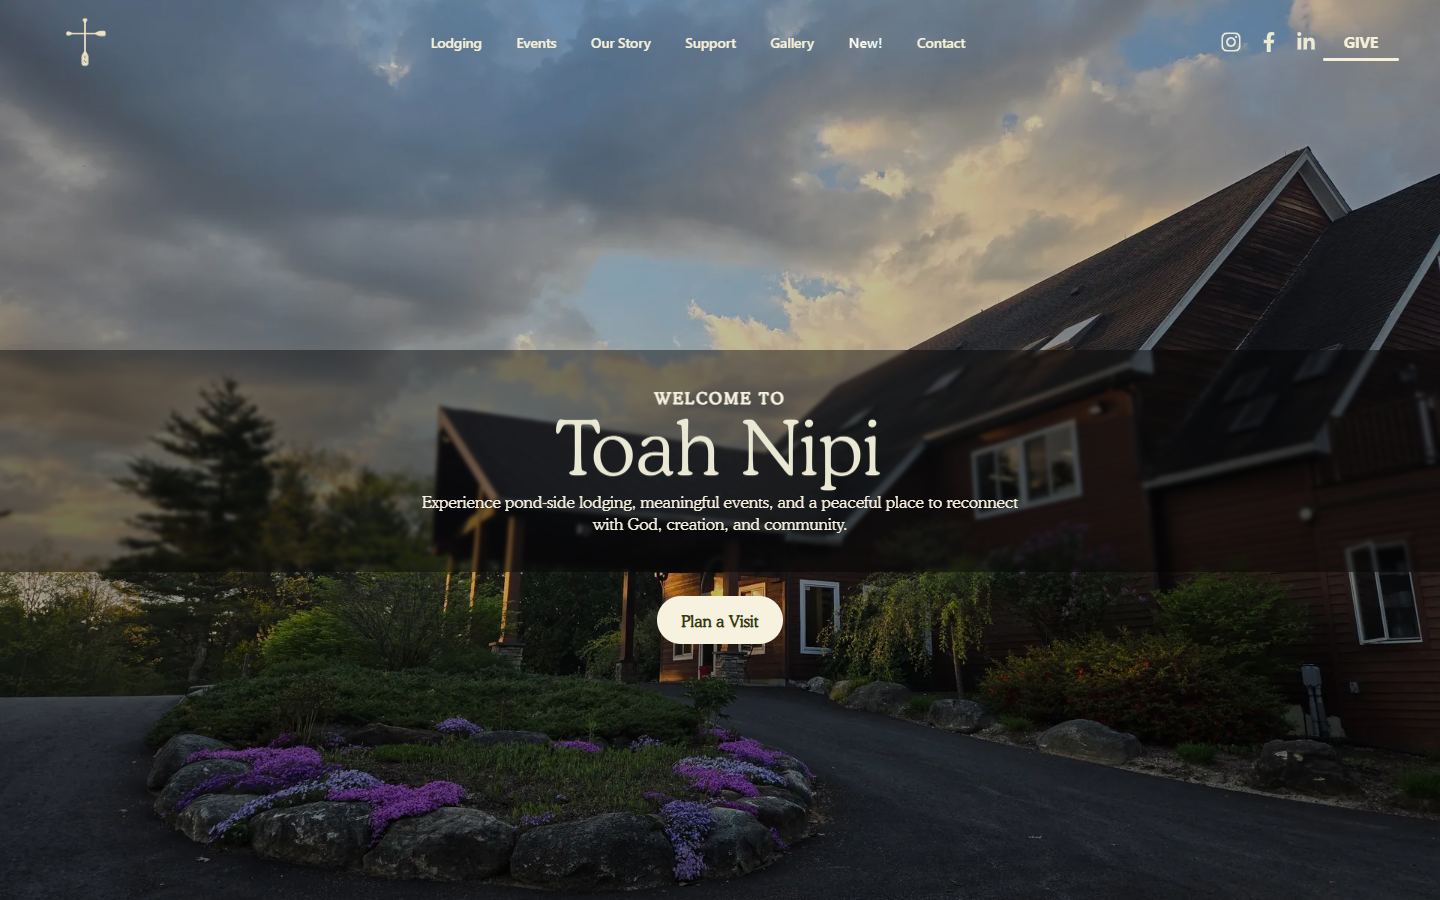 Lodging Events Our Story Support Gallery New! Contact GIVE
WELCOME TO
Toah Nipi
Experience pond-side lodging, meaningful events, and a peaceful place to reconnect
with God, creation, and community.
Plan a Visit